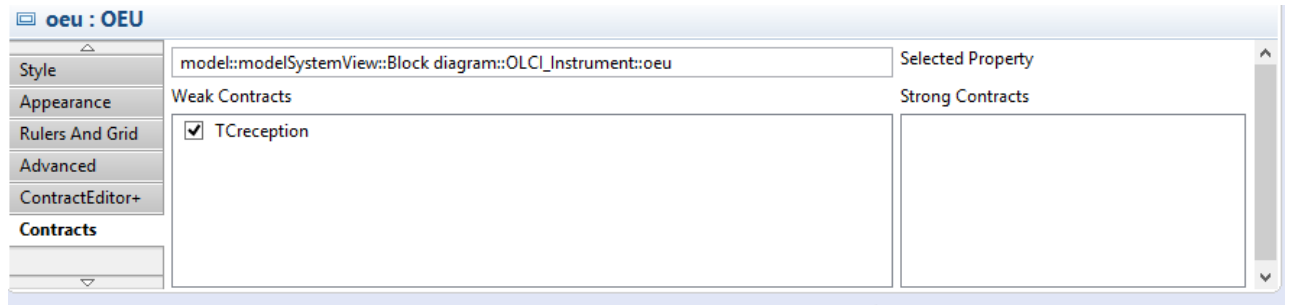 oeu : OEU
Style
Appearance
Rulers And Grid
Advanced
ContractEditor+
Contracts
model::modelSystemView::Block diagram::OLCI_Instrument::oeu
Selected Property
Weak Contracts
Strong Contracts
TCreception